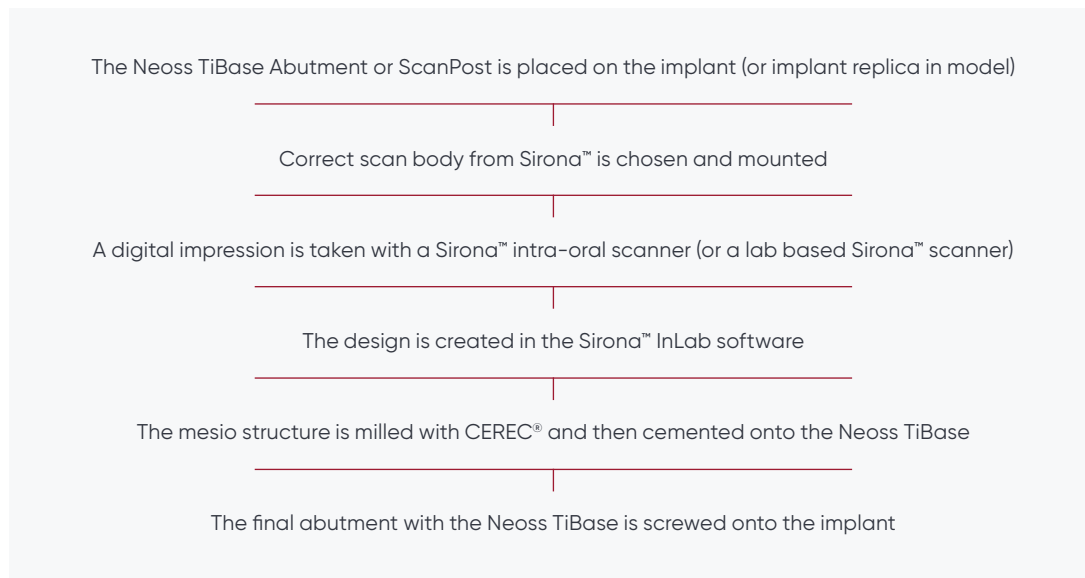 The Neoss TiBase Abutment or ScanPost is placed on the implant (or implant replica in model)
Correct scan body from Sirona™ is chosen and mounted
A digital impression is taken with a Sirona™ intra-oral scanner (or a lab based Sirona™ scanner)
The design is created in the Sirona™ InLab software
The mesio structure is milled with CEREC® and then cemented onto the Neoss TiBase
The final abutment with the Neoss TiBase is screwed onto the implant